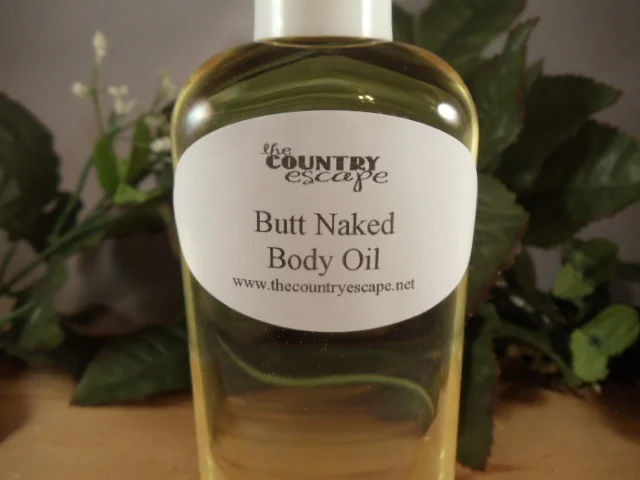 the
COUNTRY
escape
Butt Naked
Body Oil
www.thecountryescape.net